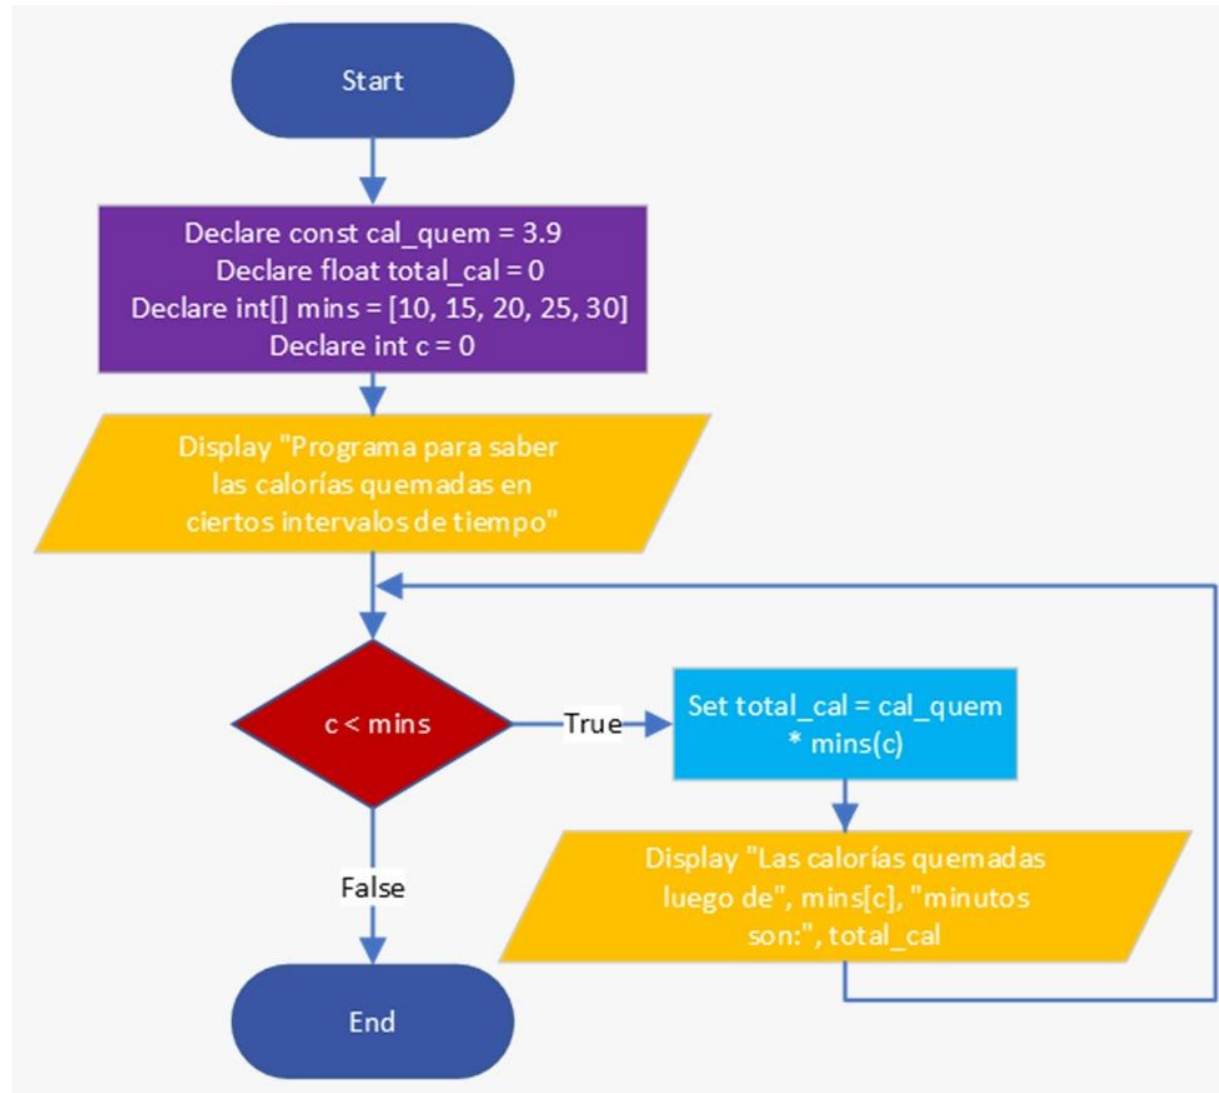 Start
Declare const cal_quem = 3.9
Declare float total_cal = 0
Declare int[] mins = [10, 15, 20, 25, 30]
Declare int c = 0
Display "Programa para saber
las calorías quemadas en
ciertos intervalos de tiempo"
c < mins
True
Set total_cal = cal_quem
* mins(c)
Display "Las calorías quemadas
luego de", mins[c], "minutos
son:", total_cal
False
End